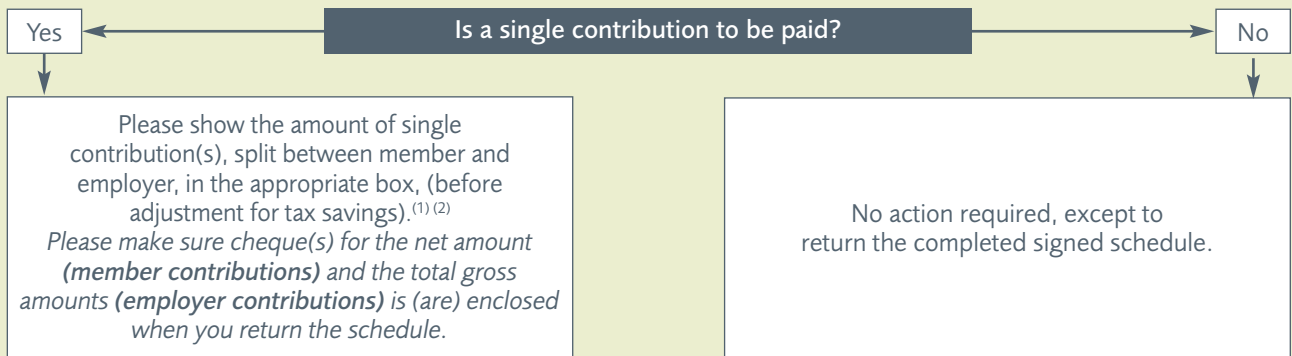 Is a single contribution to be paid?
Yes
No
Please show the amount of single
contribution(s), split between member and
employer, in the appropriate box, (before
adjustment for tax savings).(1) (2)
Please make sure cheque(s) for the net amount
(member contributions) and the total gross
amounts (employer contributions) is (are) enclosed
when you return the schedule.
No action required, except to
return the completed signed schedule.